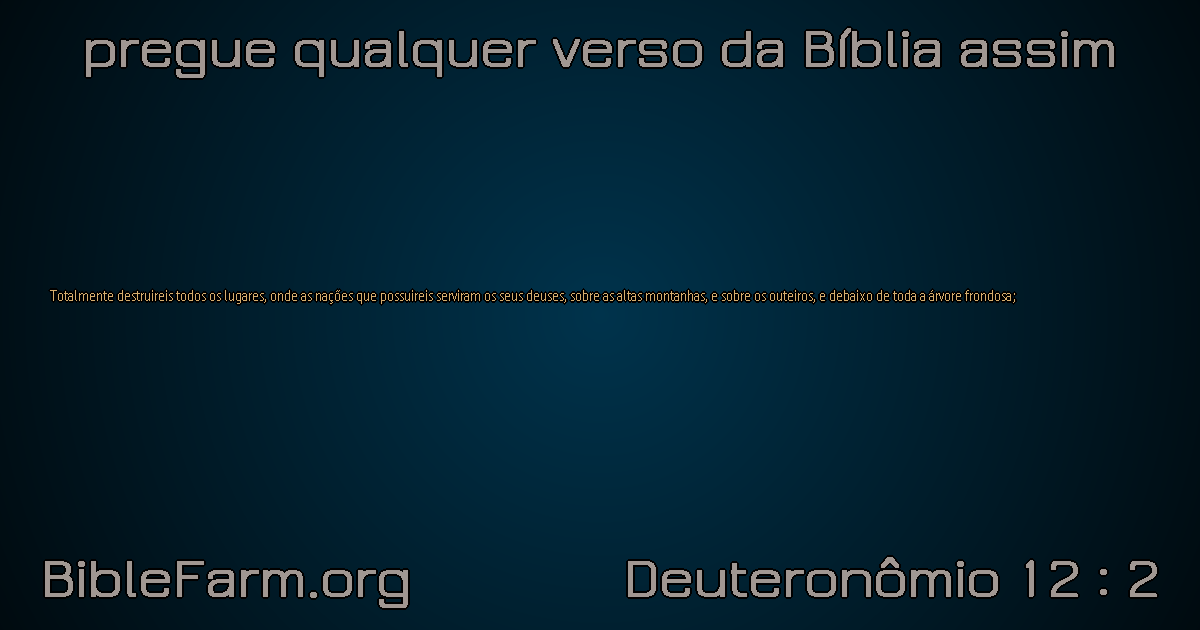 pregue qualquer verso da Bíblia assim
Totalmente destruireis todos os lugares, onde as nações que possuireis serviram os seus deuses, sobre as altas montanhas, e sobre os outeiros, e debaixo de toda a árvore frondosa;
BibleFarm.org
Deuteronômio 12 : 2